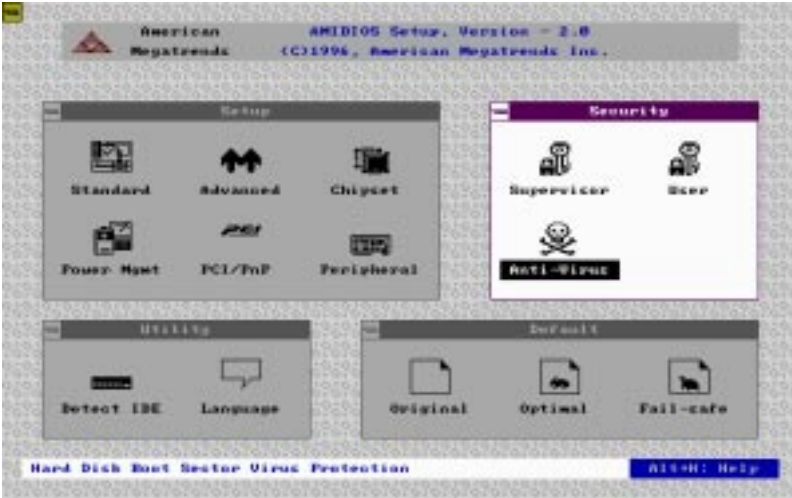 American Megatrends
AMIBIOS Setup, Version - 2.0
(C)1996, American Megatrends Inc.
Setup
Standard
Advanced
Chipset
Power Mgmt
PCI
PCI/PnP
Peripheral
Security
Supervisor
User
Anti-Virus
Utility
Detect IDE
Language
Default
Original
Optimal
Fail-safe
Hard Disk Boot Sector Virus Protection
Alt+H: Help